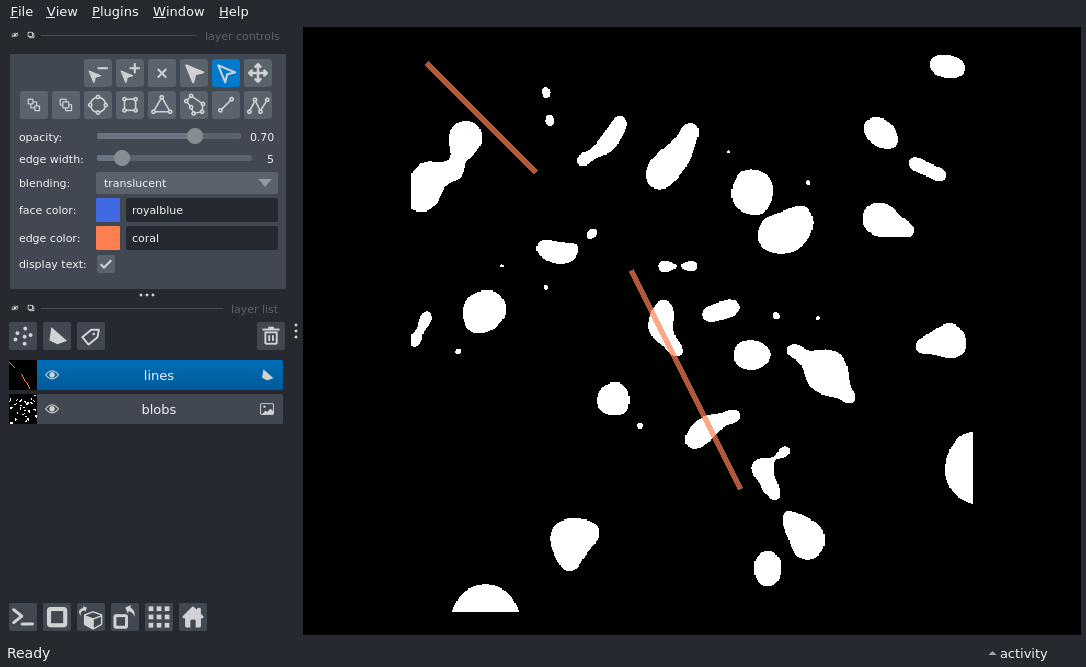 File View Plugins Window Help
layer controls
opacity: 0.70
edge width: 5
blending: translucent
face color: royalblue
edge color: coral
display text:
layer list
lines
blobs
Ready
activity